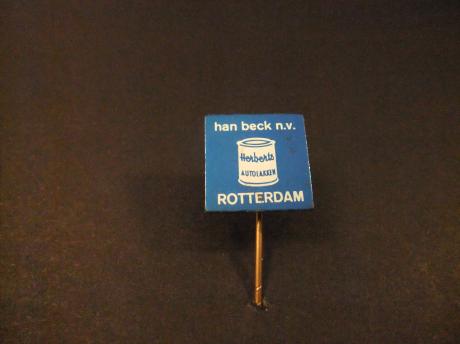 han beck n.v.
Herberts
AUTOLAKKEN
ROTTERDAM